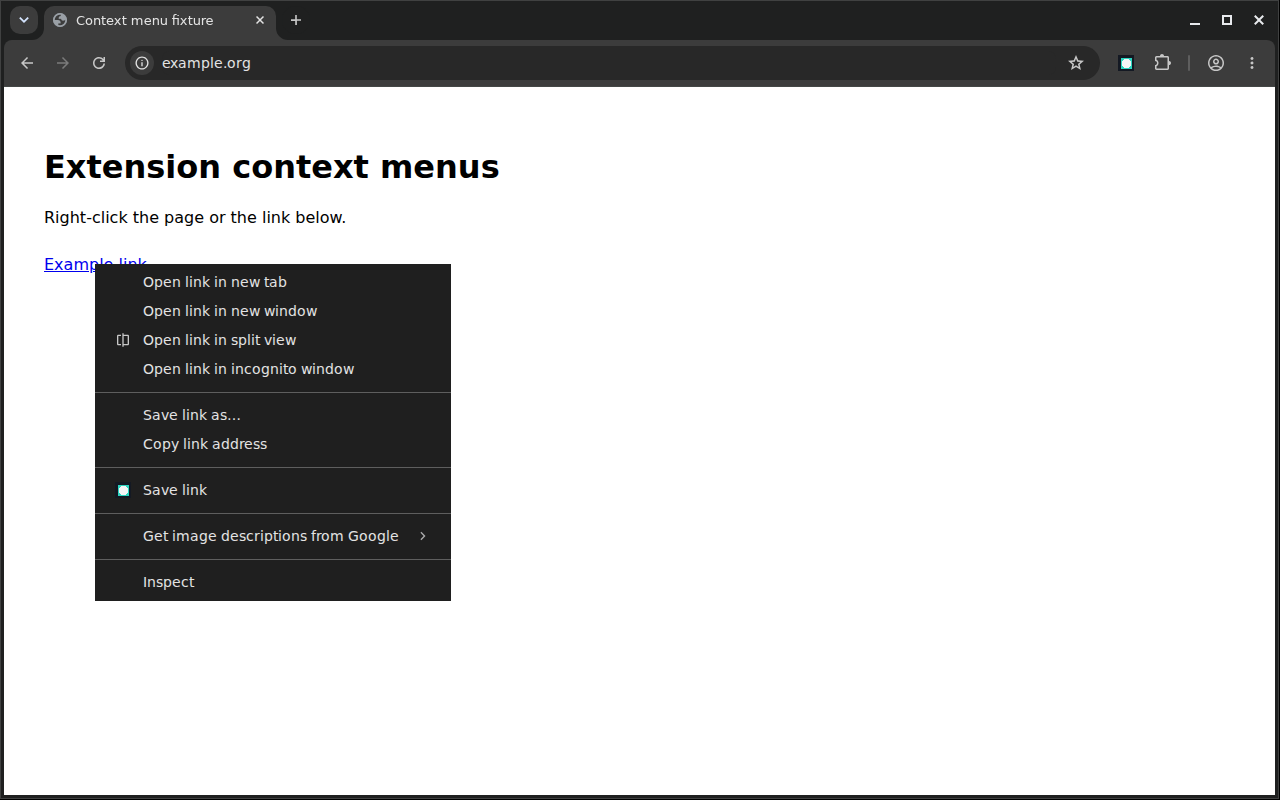 Context menu fixture
example.org
Extension context menus
Right-click the page or the link below.
Example link
Open link in new tab
Open link in new window
Open link in split view
Open link in incognito window
Save link as...
Copy link address
Save link
Get image descriptions from Google
Inspect